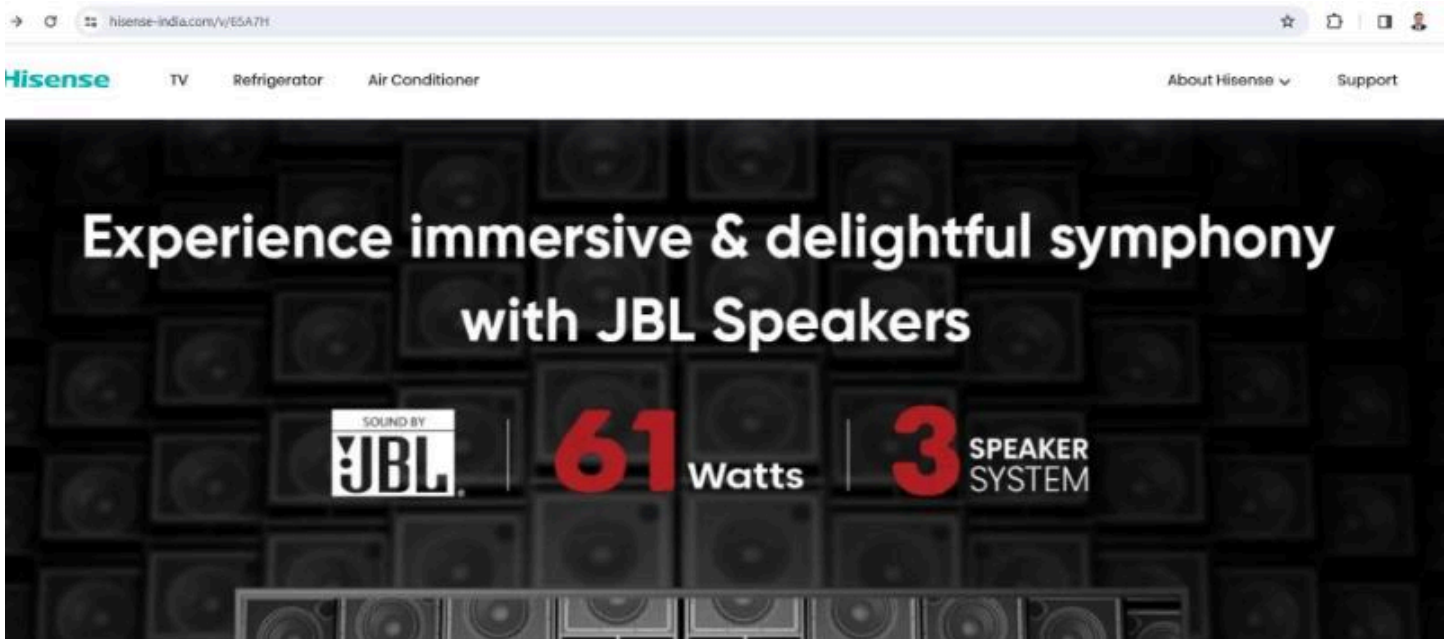 hisense-india.com/v/65A7H
Hisense TV Refrigerator Air Conditioner About Hisense Support
Experience immersive & delightful symphony
with JBL Speakers
SOUND BY
JBL
61 Watts
3 SPEAKER
SYSTEM